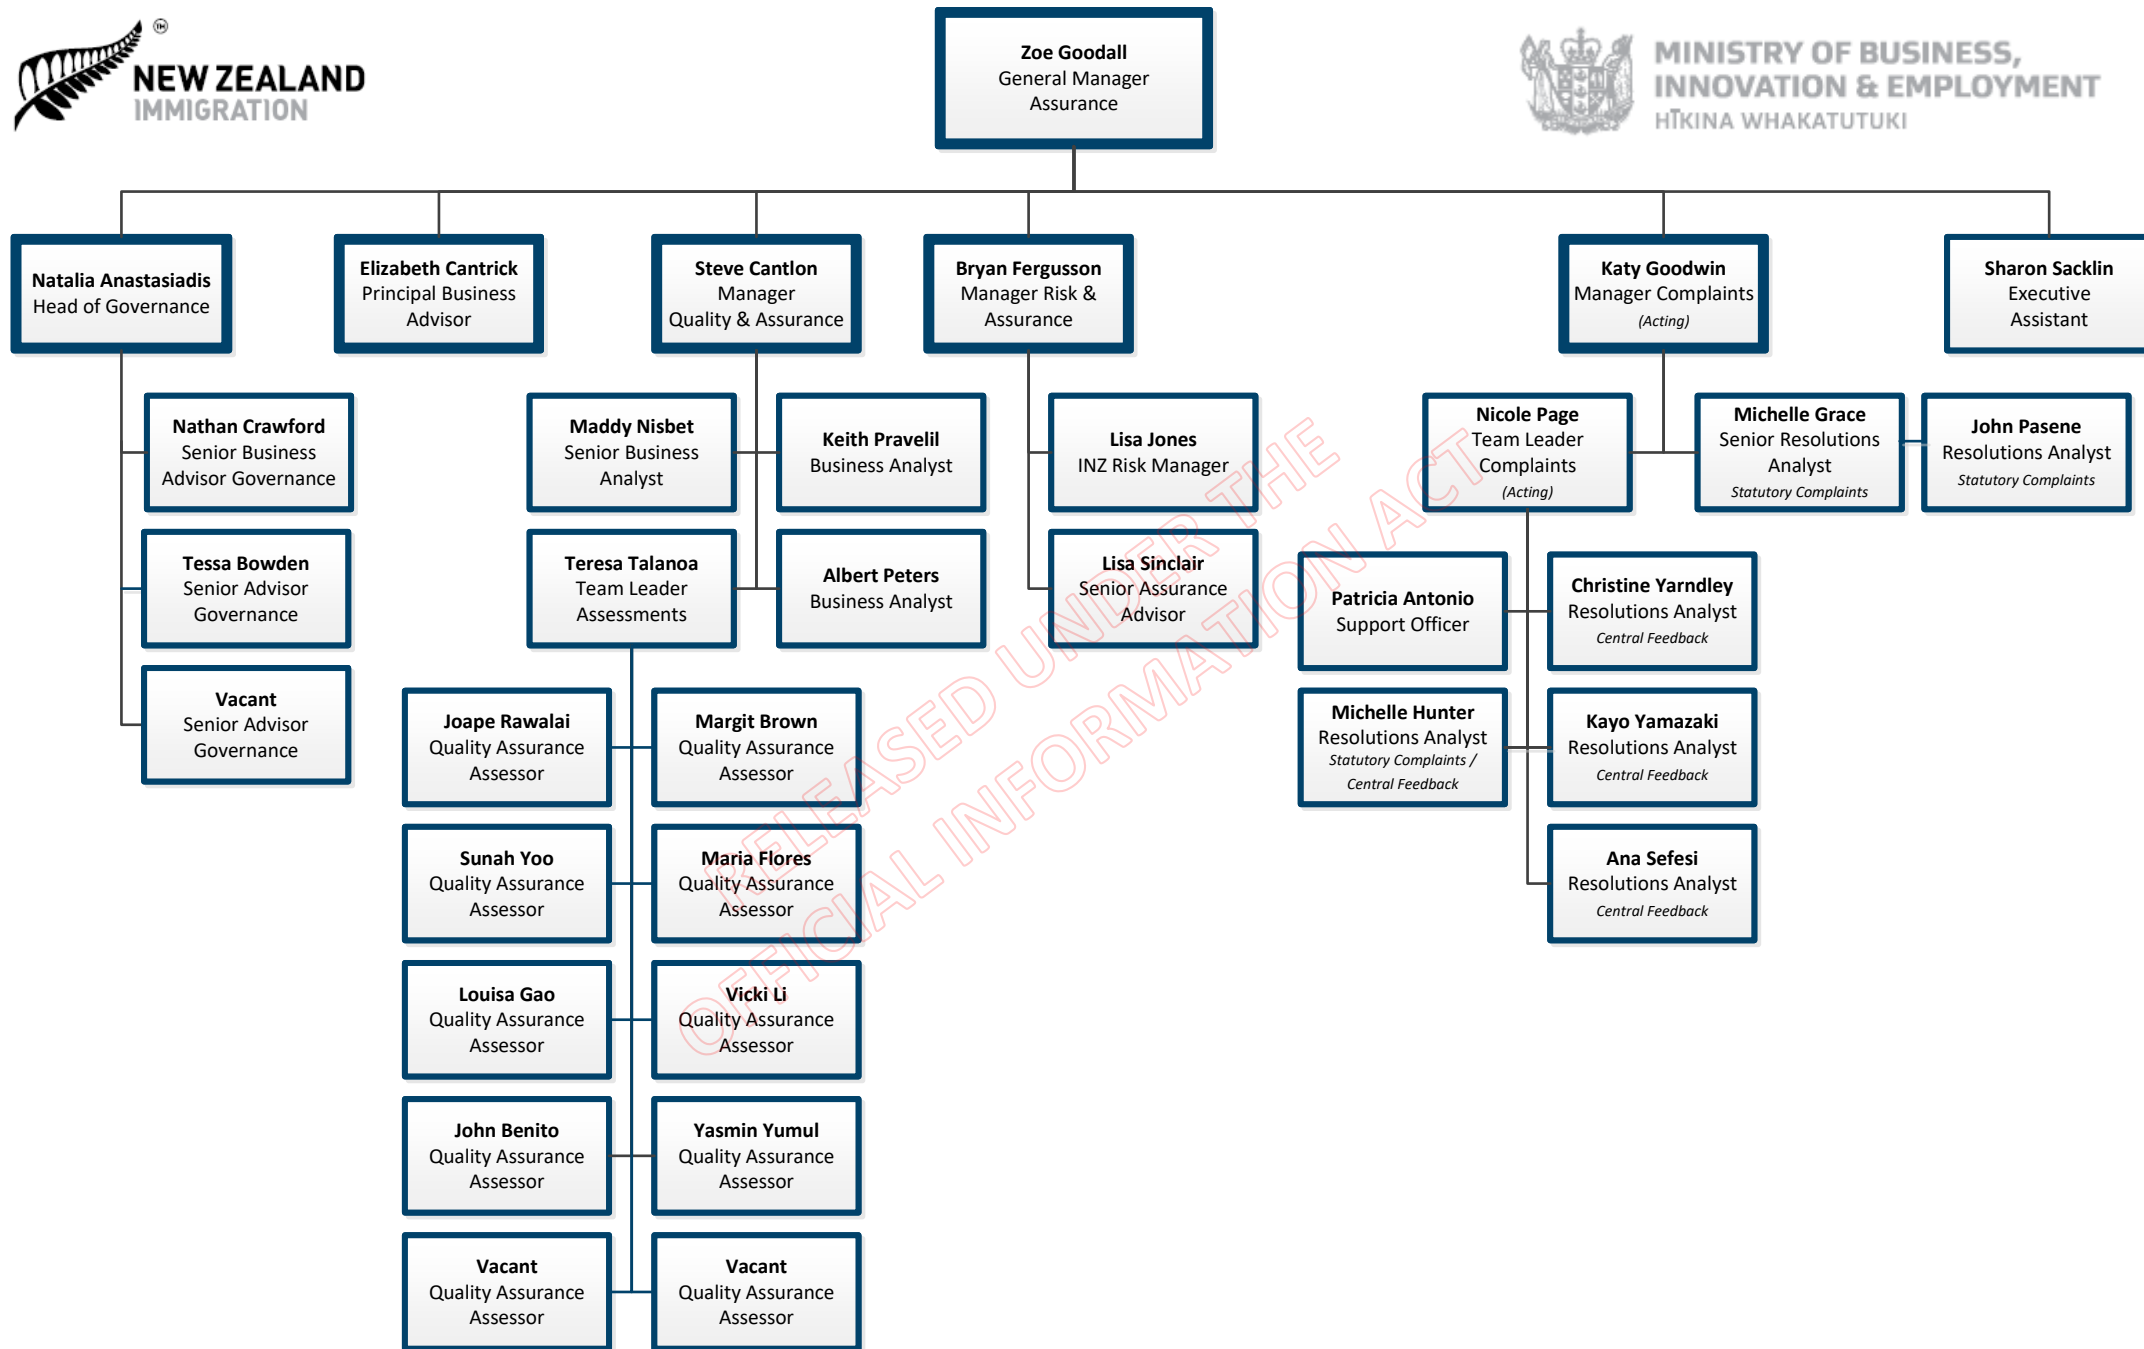 NEW ZEALAND
IMMIGRATION
Zoe Goodall
General Manager
Assurance
MINISTRY OF BUSINESS,
INNOVATION & EMPLOYMENT
HĪKINA WHAKATUTUKI
Natalia Anastasiadis
Head of Governance
Elizabeth Cantrick
Principal Business
Advisor
Steve Cantlon
Manager
Quality & Assurance
Bryan Fergusson
Manager Risk &
Assurance
Katy Goodwin
Manager Complaints
(Acting)
Sharon Sacklin
Executive
Assistant
Nathan Crawford
Senior Business
Advisor Governance
Maddy Nisbet
Senior Business
Analyst
Keith Pravelil
Business Analyst
Lisa Jones
INZ Risk Manager
Nicole Page
Team Leader
Complaints
(Acting)
Michelle Grace
Senior Resolutions
Analyst
Statutory Complaints
John Pasene
Resolutions Analyst
Statutory Complaints
Tessa Bowden
Senior Advisor
Governance
Teresa Talanoa
Team Leader
Assessments
Albert Peters
Business Analyst
Lisa Sinclair
Senior Assurance
Advisor
Patricia Antonio
Support Officer
Christine Yarndley
Resolutions Analyst
Central Feedback
Vacant
Senior Advisor
Governance
Joape Rawalai
Quality Assurance
Assessor
Margit Brown
Quality Assurance
Assessor
Michelle Hunter
Resolutions Analyst
Statutory Complaints /
Central Feedback
Kayo Yamazaki
Resolutions Analyst
Central Feedback
Sunah Yoo
Quality Assurance
Assessor
Maria Flores
Quality Assurance
Assessor
Ana Sefesi
Resolutions Analyst
Central Feedback
Louisa Gao
Quality Assurance
Assessor
Vicki Li
Quality Assurance
Assessor
John Benito
Quality Assurance
Assessor
Yasmin Yumul
Quality Assurance
Assessor
Vacant
Quality Assurance
Assessor
Vacant
Quality Assurance
Assessor
RELEASED UNDER THE
OFFICIAL INFORMATION ACT